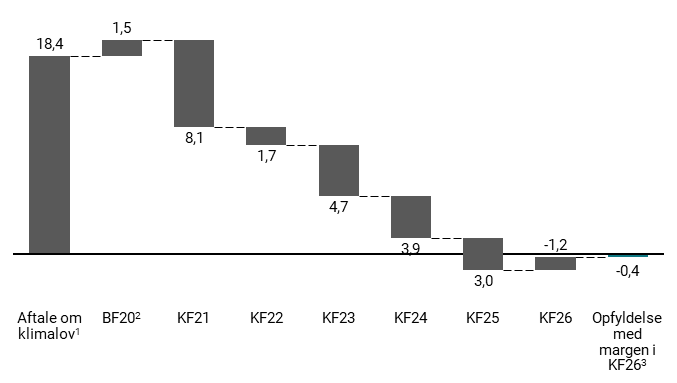 1,5
18,4
8,1
1,7
4,7
3,9
-1,2
3,0
-0,4
Aftale om
klimalov¹
BF20²
KF21
KF22
KF23
KF24
KF25
KF26
Opfyldelse
med
margen i
KF26³